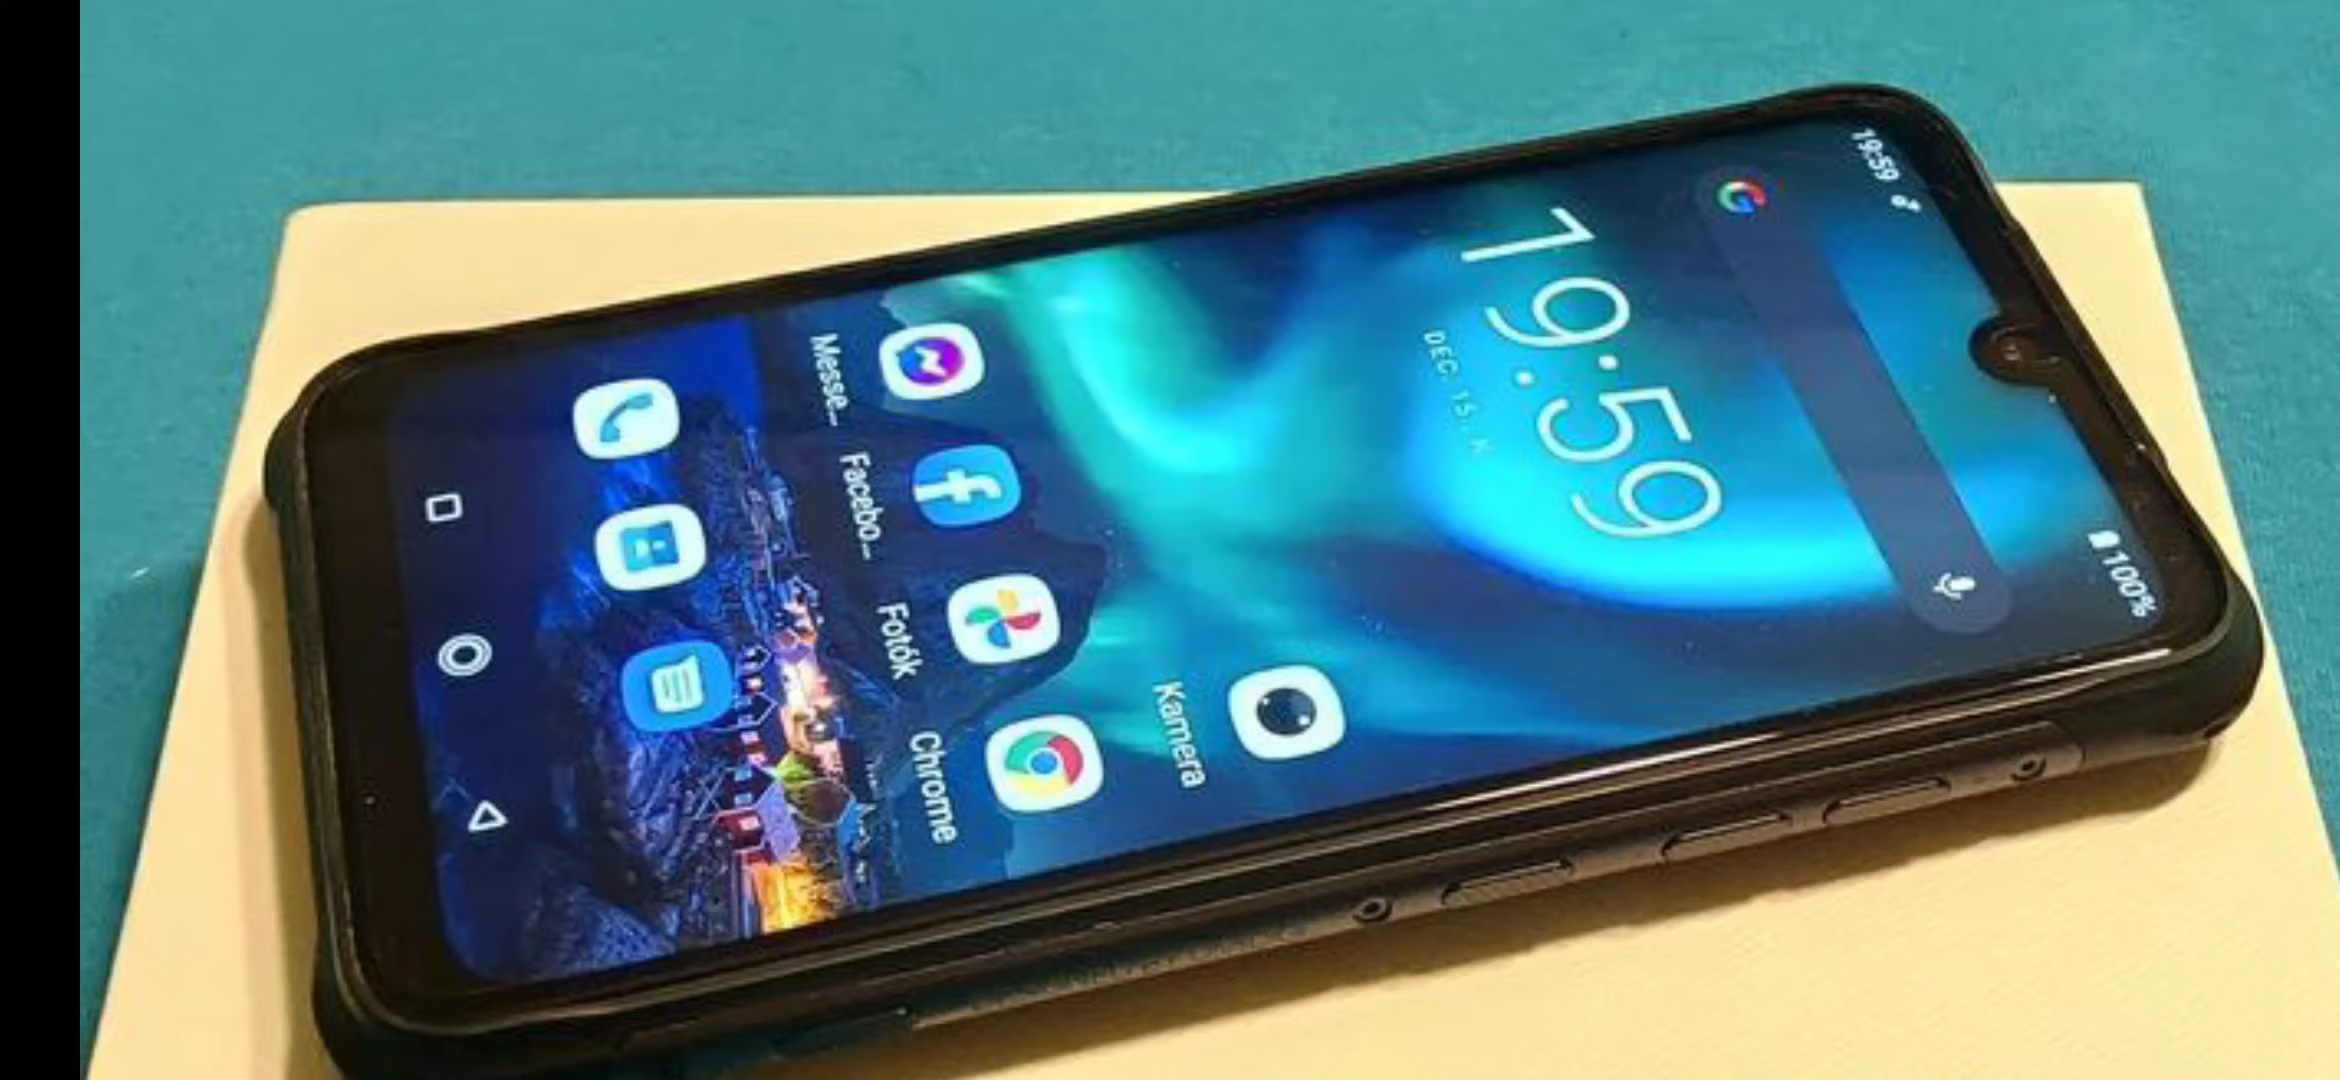 19:59
100%
19:59
DEC. 15., K
Kamera
Messe...
Facebo...
Fotók
Chrome